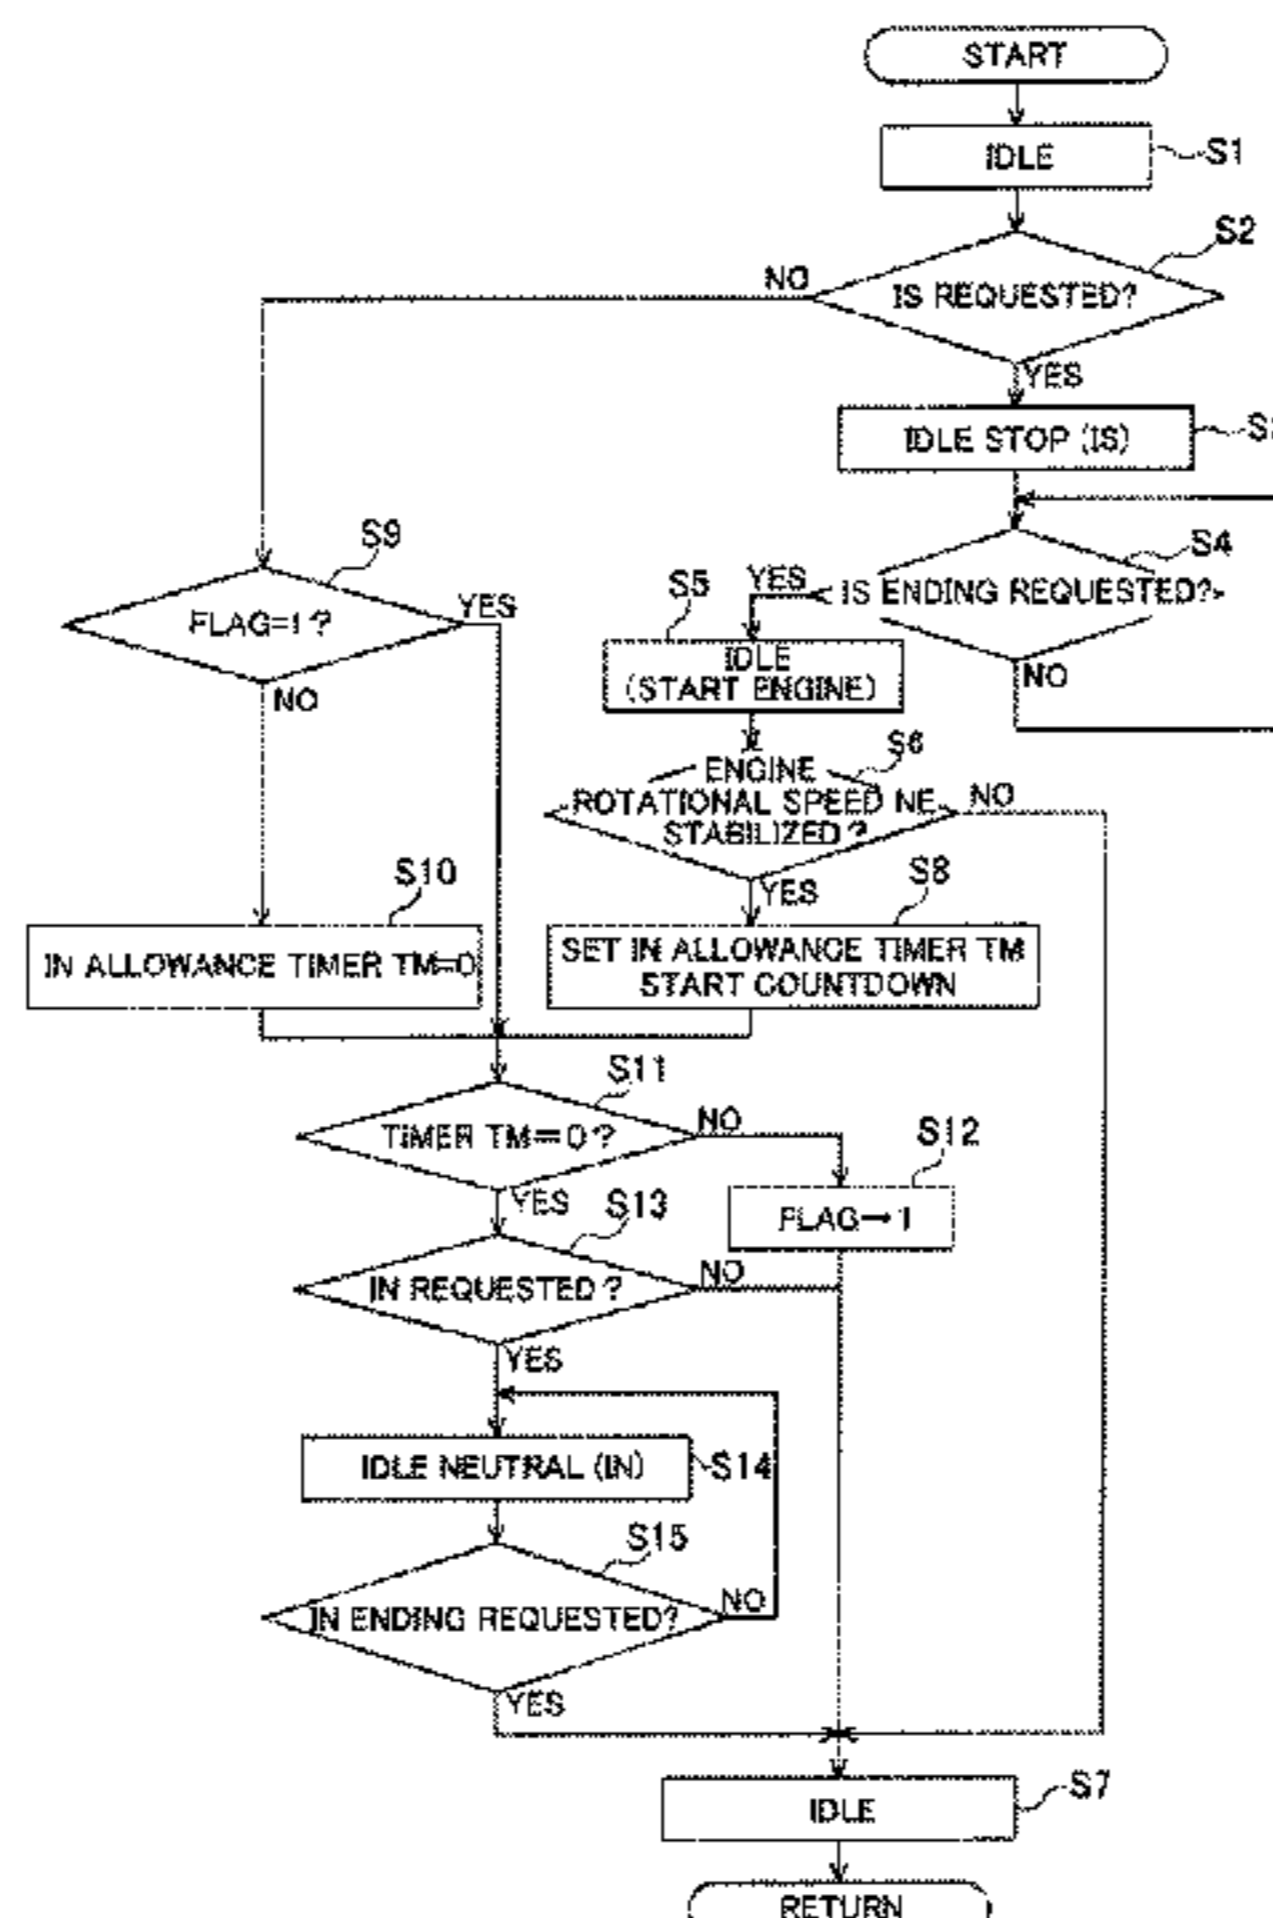 START
IDLE
S1
S2
NO
IS REQUESTED?
YES
IDLE STOP (IS)
S9
S4
S5
YES
IS ENDING REQUESTED?
FLAG=1?
YES
NO
IDLE
(START ENGINE)
NO
S6
ENGINE
ROTATIONAL SPEED NE
STABILIZED?
NO
S10
S8
YES
IN ALLOWANCE TIMER TM=0
SET IN ALLOWANCE TIMER TM
START COUNTDOWN
S11
TIMER TM=0?
NO
S12
YES
S13
FLAG→1
IN REQUESTED?
NO
YES
IDLE NEUTRAL (IN)
S14
S15
IN ENDING REQUESTED?
NO
YES
S7
IDLE
RETURN